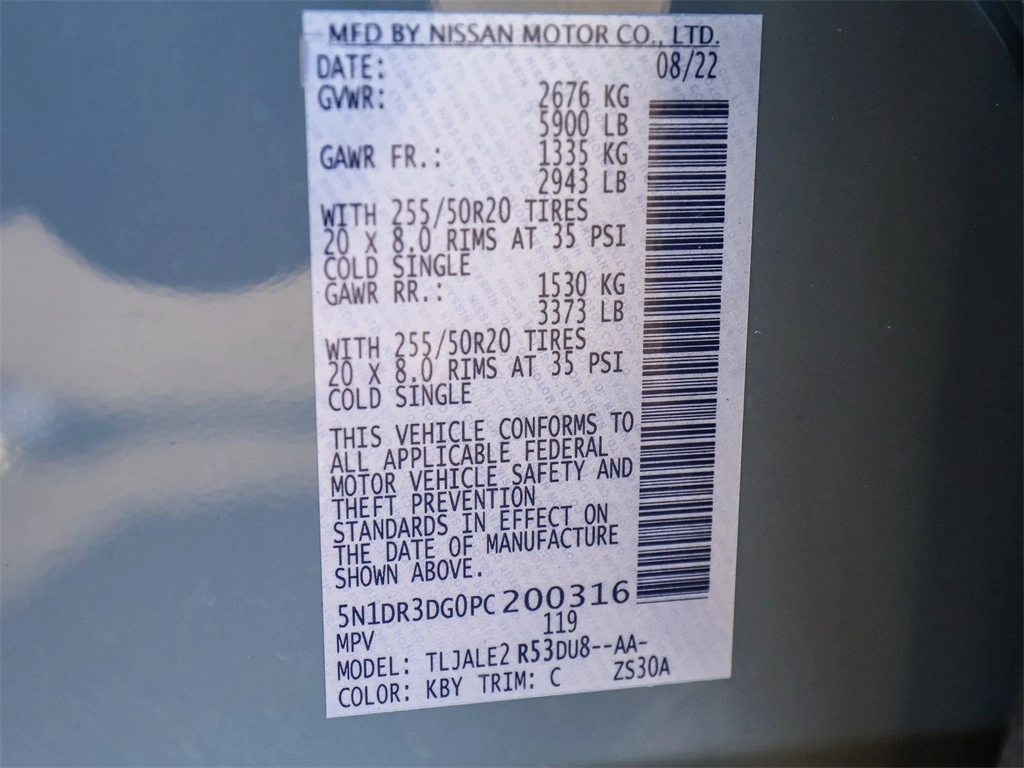 MFD BY NISSAN MOTOR CO., LTD.
DATE: 08/22
GVWR: 2676 KG
5900 LB
GAWR FR.: 1335 KG
2943 LB
WITH 255/50R20 TIRES
20 X 8.0 RIMS AT 35 PSI
COLD SINGLE
GAWR RR.: 1530 KG
3373 LB
WITH 255/50R20 TIRES
20 X 8.0 RIMS AT 35 PSI
COLD SINGLE
THIS VEHICLE CONFORMS TO
ALL APPLICABLE FEDERAL
MOTOR VEHICLE SAFETY AND
THEFT PREVENTION
STANDARDS IN EFFECT ON
THE DATE OF MANUFACTURE
SHOWN ABOVE.
5N1DR3DG0PC200316
MPV 119
MODEL: TLJALE2 R53DU8--AA-
COLOR: KBY TRIM: C ZS30A